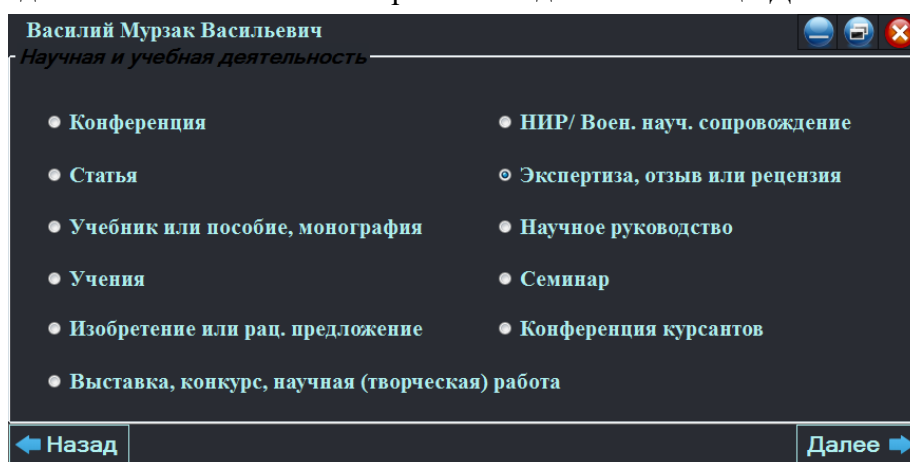 Василий Мурзак Васильевич
Научная и учебная деятельность
Конференция
НИР/ Воен. науч. сопровождение
Статья
Экспертиза, отзыв или рецензия
Учебник или пособие, монография
Научное руководство
Учения
Семинар
Изобретение или рац. предложение
Конференция курсантов
Выставка, конкурс, научная (творческая) работа
Назад
Далее